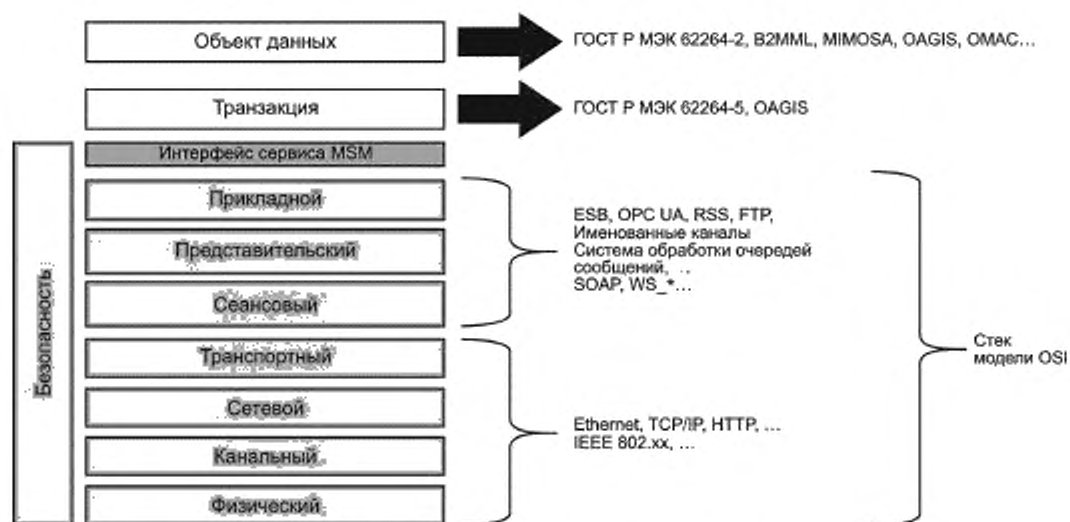 Объект данных
ГОСТ Р МЭК 62264-2, B2MML, MIMOSA, OAGIS, OMAC...
Транзакция
ГОСТ Р МЭК 62264-5, OAGIS
Интерфейс сервиса MSM
Прикладной
Представительский
Сеансовый
ESB, OPC UA, RSS, FTP,
Именованные каналы
Система обработки очередей
сообщений, ...
SOAP, WS_*...
Транспортный
Сетевой
Канальный
Физический
Ethernet, TCP/IP, HTTP, ...
IEEE 802.xx, ...
Безопасность
Стек
модели OSI